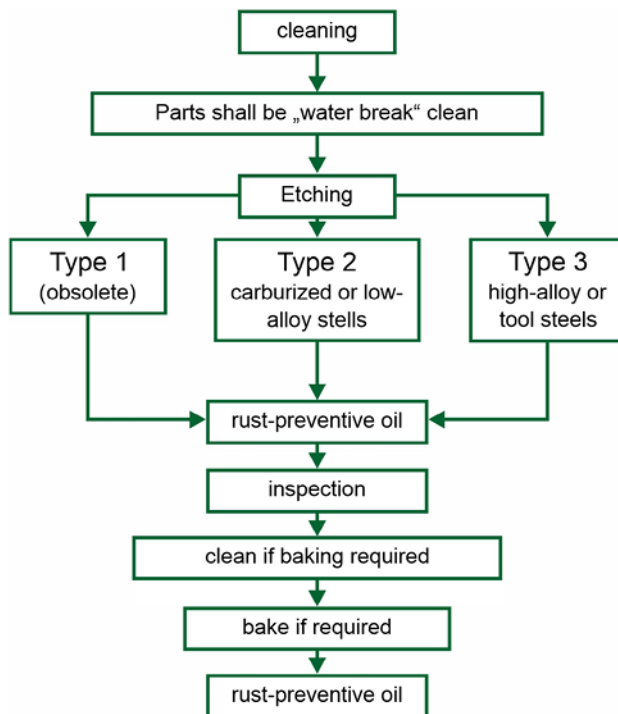 cleaning
Parts shall be „water break“ clean
Etching
Type 1
(obsolete)
Type 2
carburized or low-
alloy stells
Type 3
high-alloy or
tool steels
rust-preventive oil
inspection
clean if baking required
bake if required
rust-preventive oil